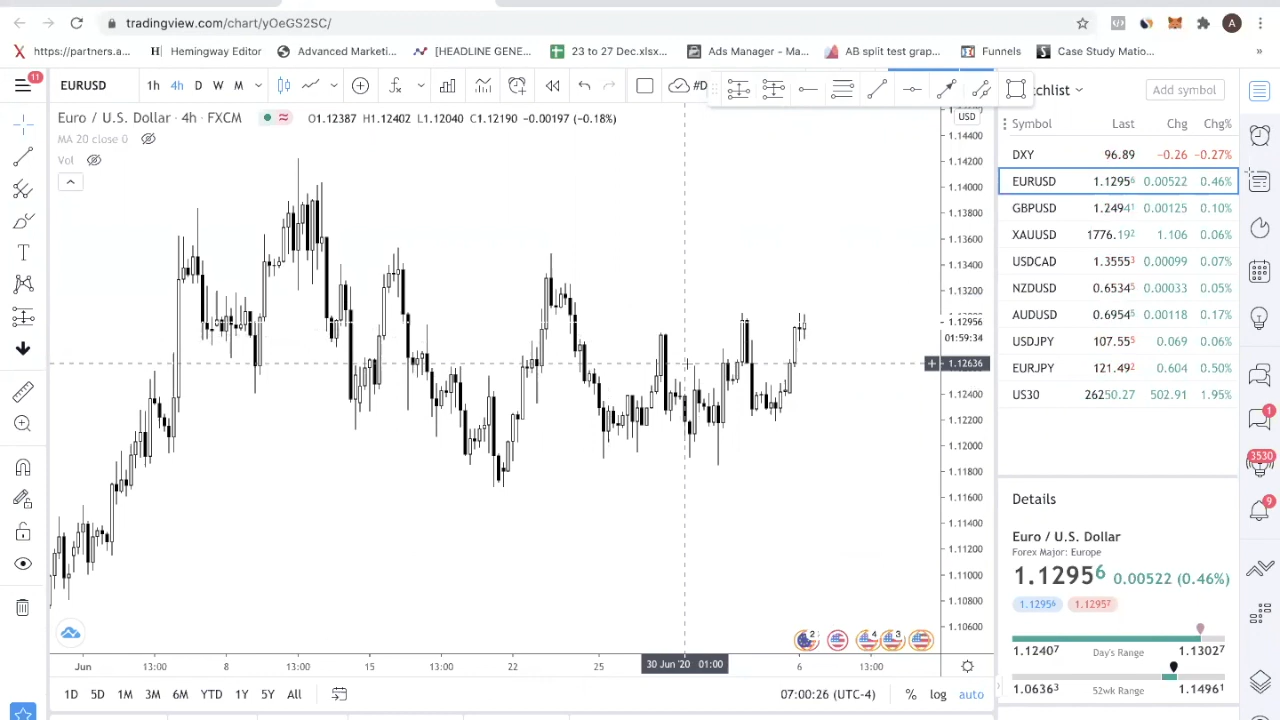 tradingview.com/chart/yOeGS2SC/
A
https://partners.a...
Hemingway Editor
Advanced Marketi...
[HEADLINE GENE...
23 to 27 Dec.xlsx...
Ads Manager - Ma...
AB split test grap...
Funnels
Case Study Matio...
»
11
EURUSD
1h
4h
D
W
M
#D
chlist
Add symbol
Euro / U.S. Dollar · 4h · FXCM
O1.12387 H1.12402 L1.12040 C1.12190 −0.00197 (−0.18%)
MA 20 close 0
Vol
USD
1.14400
1.14200
1.14000
1.13800
1.13600
1.13400
1.13200
1.12956
01:59:34
1.12636
1.12400
1.12200
1.12000
1.11800
1.11600
1.11400
1.11200
1.11000
1.10800
1.10600
Symbol Last Chg Chg%
DXY 96.89 −0.26 −0.27%
EURUSD 1.12956 0.00522 0.46%
GBPUSD 1.24941 0.00125 0.10%
XAUUSD 1776.192 1.106 0.06%
USDCAD 1.35553 0.00099 0.07%
NZDUSD 0.65345 0.00033 0.05%
AUDUSD 0.69545 0.00118 0.17%
USDJPY 107.555 0.069 0.06%
EURJPY 121.492 0.604 0.50%
US30 26250.27 502.91 1.95%
1
3530
9
Details
Euro / U.S. Dollar
Forex Major: Europe
1.12956 0.00522 (0.46%)
1.12956 1.12957
1.12407 Day's Range 1.13027
1.06363 52wk Range 1.14961
2
4
3
Jun 13:00 8 13:00 15 13:00 22 25 30 Jun '20 01:00 6 13:00
1D 5D 1M 3M 6M YTD 1Y 5Y All
07:00:26 (UTC-4) % log auto